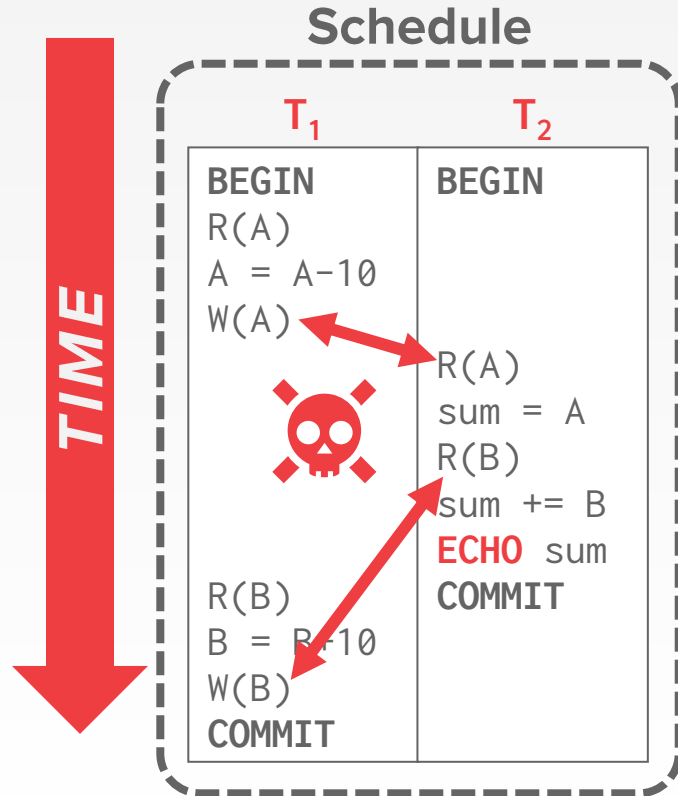 Schedule
TIME
T₁ T₂
BEGIN BEGIN
R(A)
A = A-10
W(A)
R(A)
sum = A
R(B)
sum += B
ECHO sum
R(B) COMMIT
B = B+10
W(B)
COMMIT